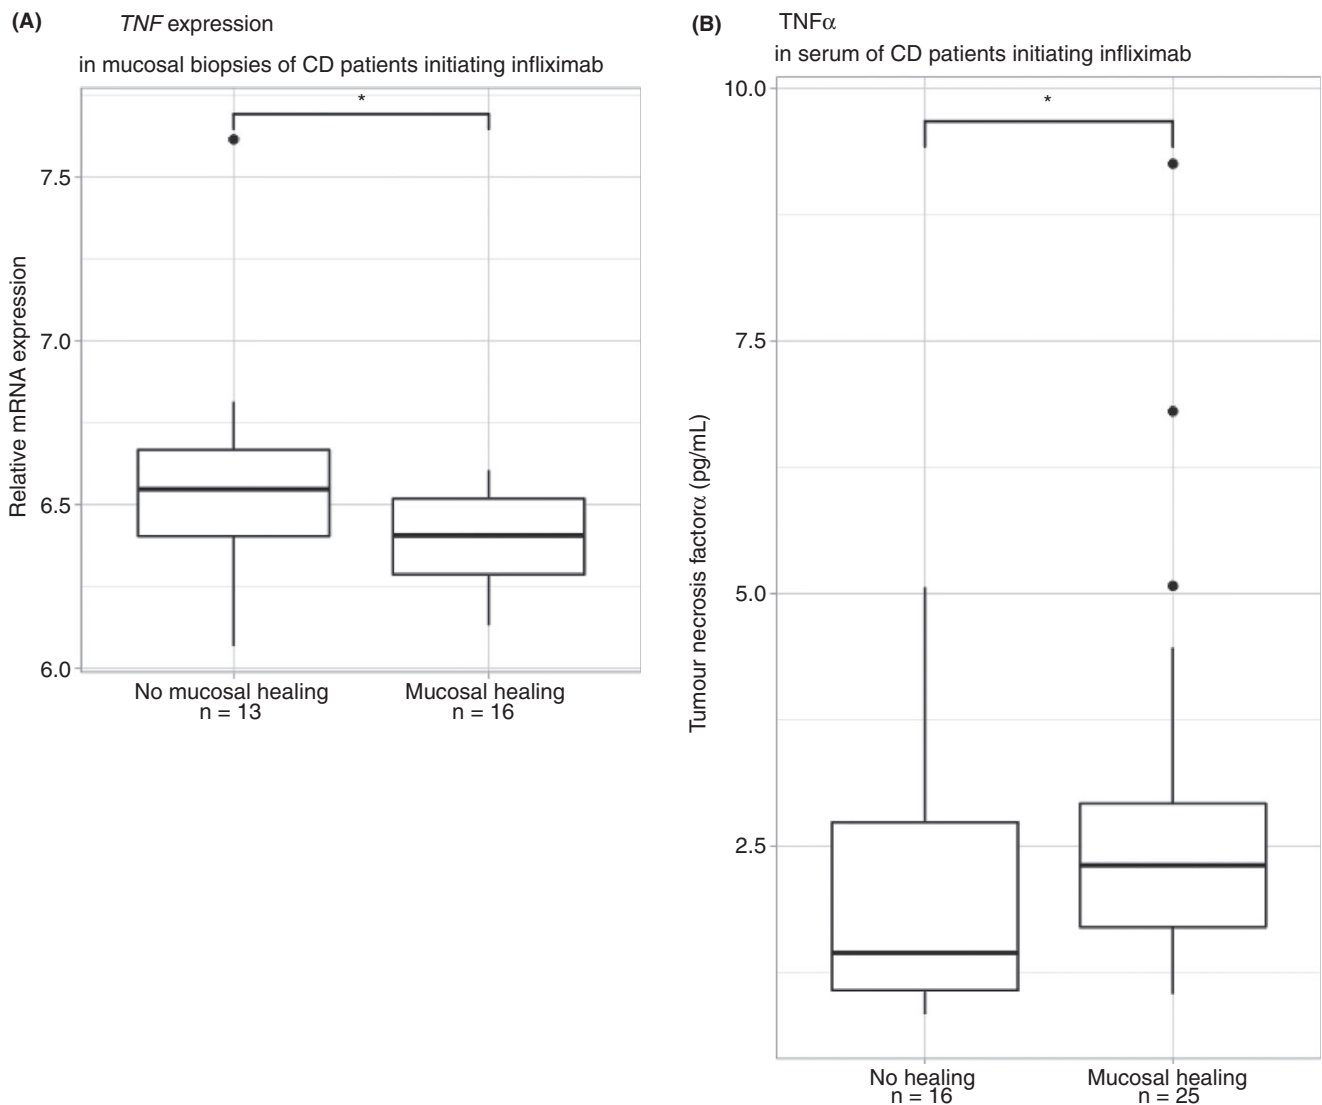 (A)
TNF expression
in mucosal biopsies of CD patients initiating infliximab
*
7.5
7.0
6.5
6.0
Relative mRNA expression
No mucosal healing
n = 13
Mucosal healing
n = 16
(B)
TNFα
in serum of CD patients initiating infliximab
*
10.0
7.5
5.0
2.5
Tumour necrosis factorα (pg/mL)
No healing
n = 16
Mucosal healing
n = 25